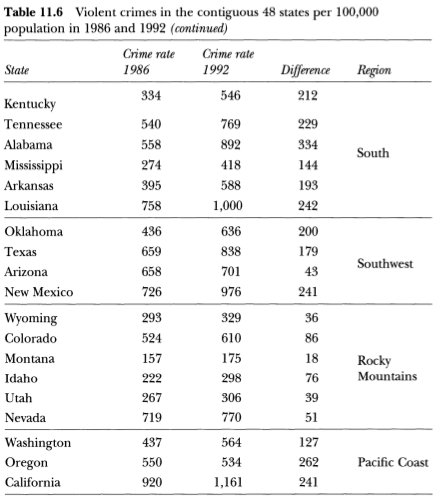 Table 11.6 Violent crimes in the contiguous 48 states per 100,000
population in 1986 and 1992 (continued)
Crime rate Crime rate
State 1986 1992 Difference Region
Kentucky 334 546 212
Tennessee 540 769 229
Alabama 558 892 334
South
Mississippi 274 418 144
Arkansas 395 588 193
Louisiana 758 1,000 242
Oklahoma 436 636 200
Texas 659 838 179
Southwest
Arizona 658 701 43
New Mexico 726 976 241
Wyoming 293 329 36
Colorado 524 610 86
Montana 157 175 18
Rocky
Idaho 222 298 76
Mountains
Utah 267 306 39
Nevada 719 770 51
Washington 437 564 127
Oregon 550 534 262 Pacific Coast
California 920 1,161 241